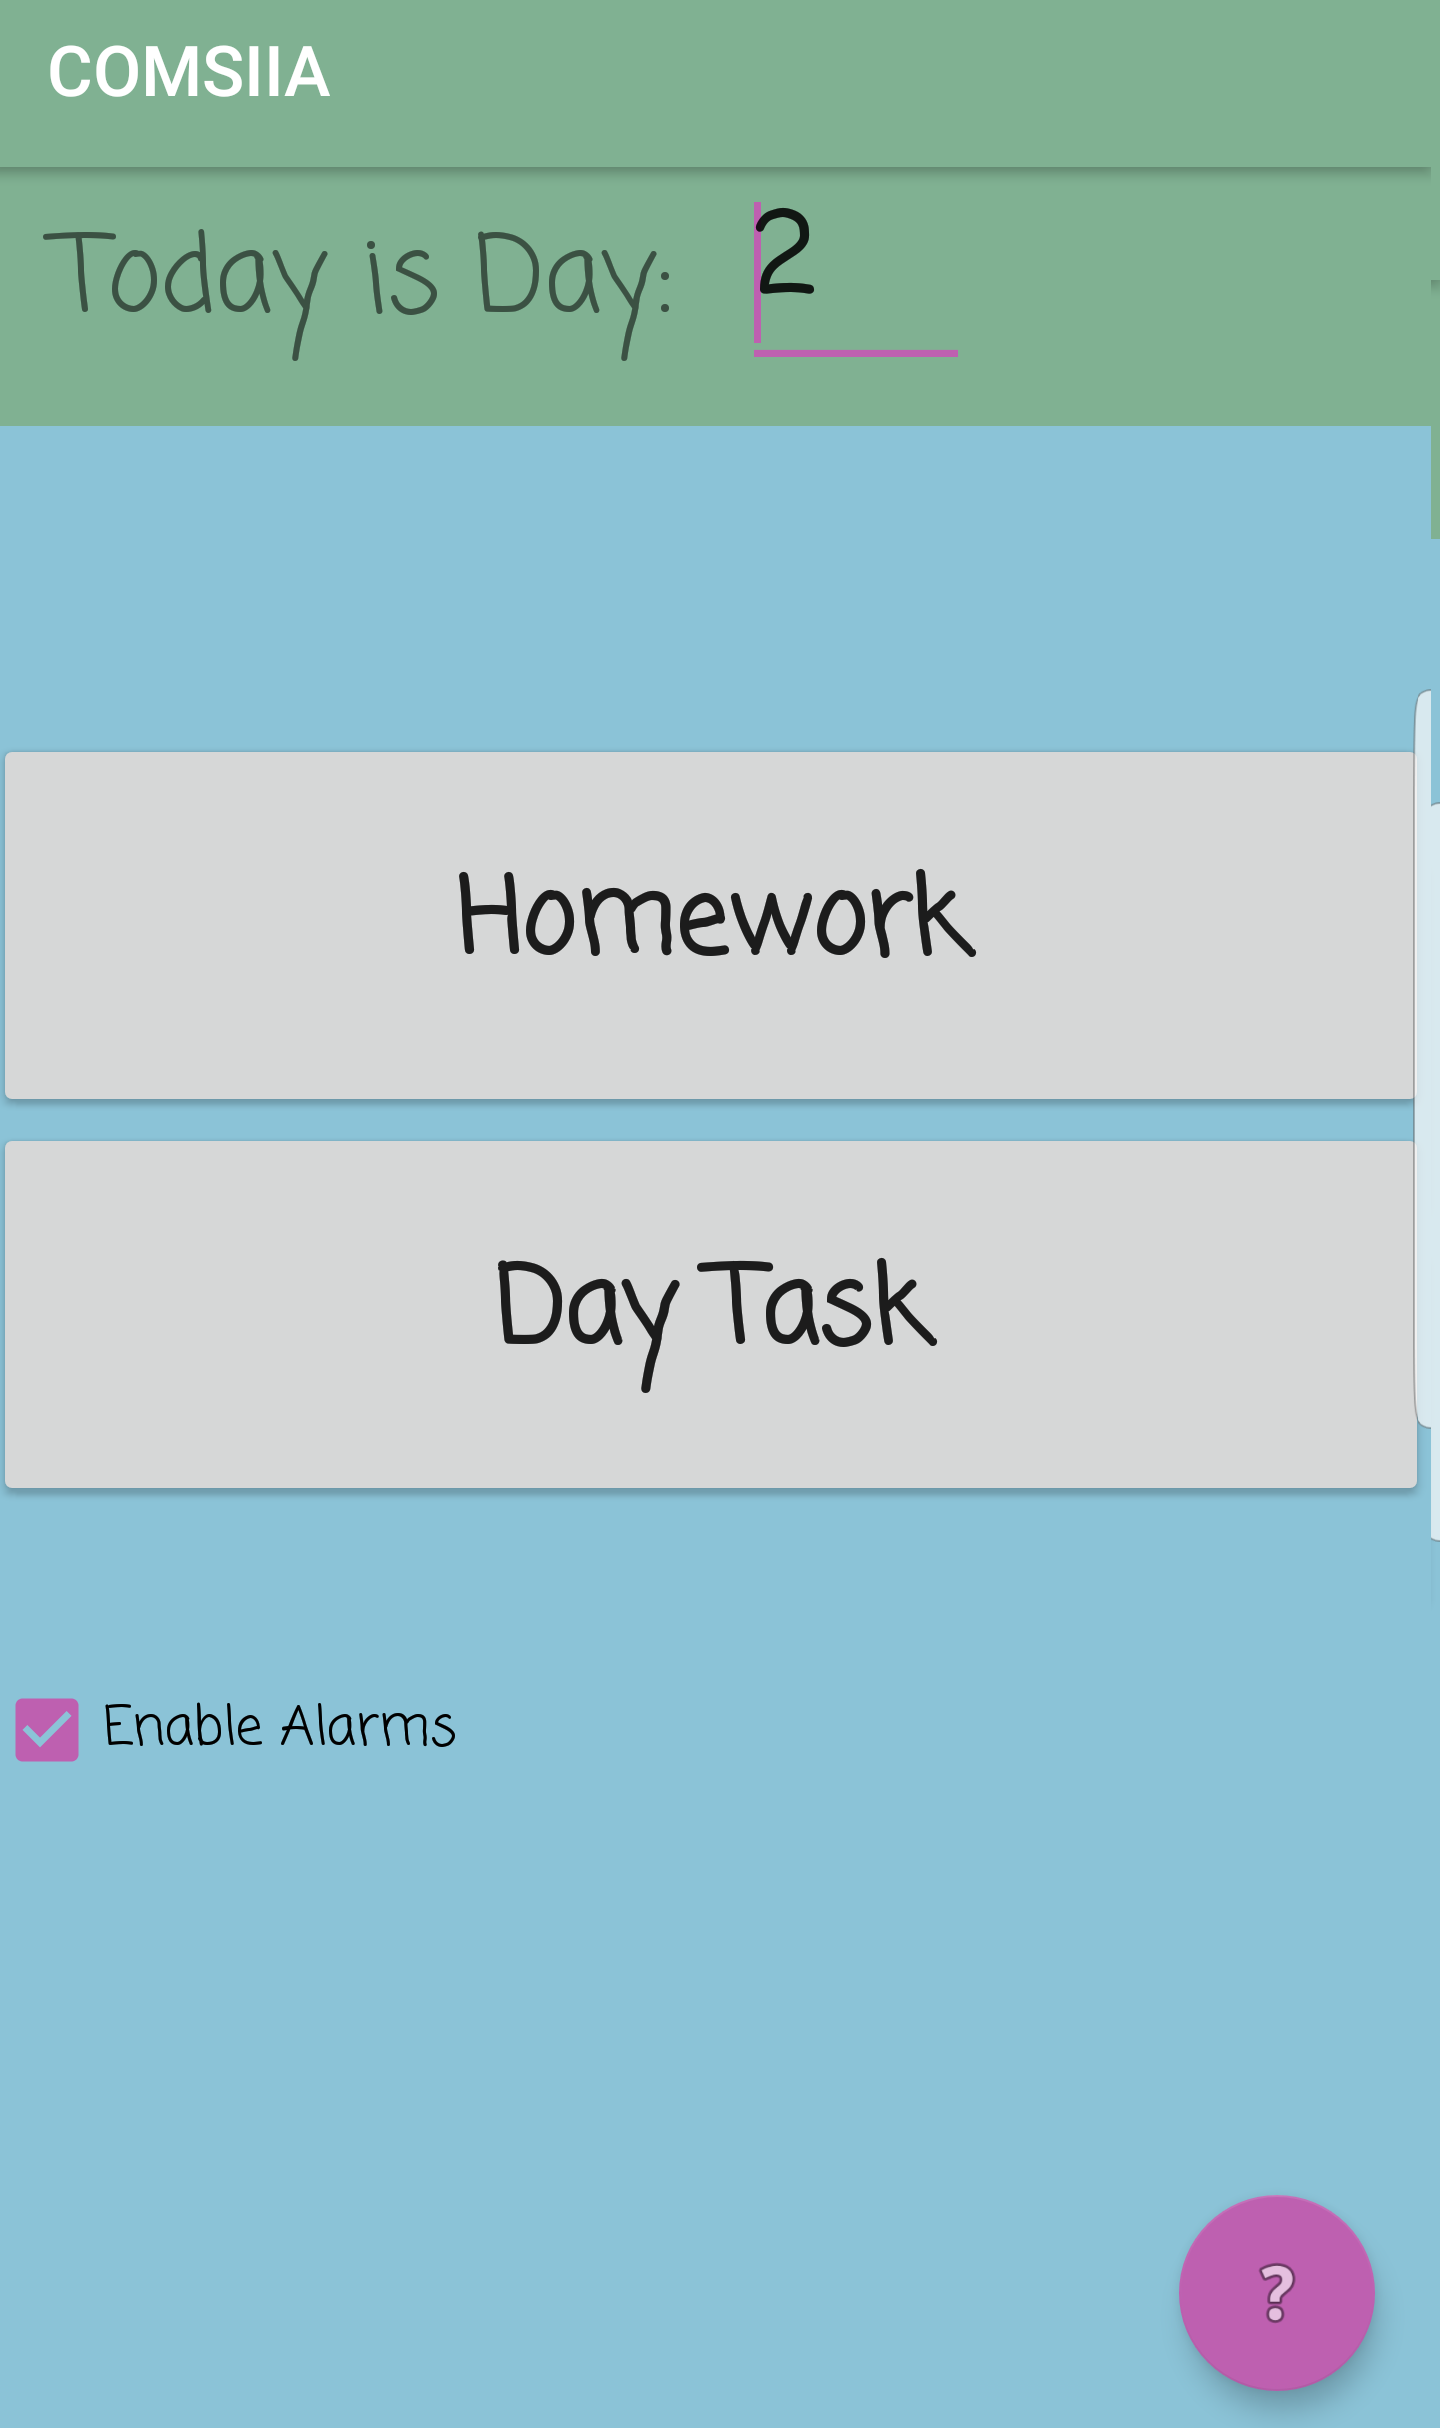 COMSIIA
Today is Day: 2
Homework
Day Task
Enable Alarms
?